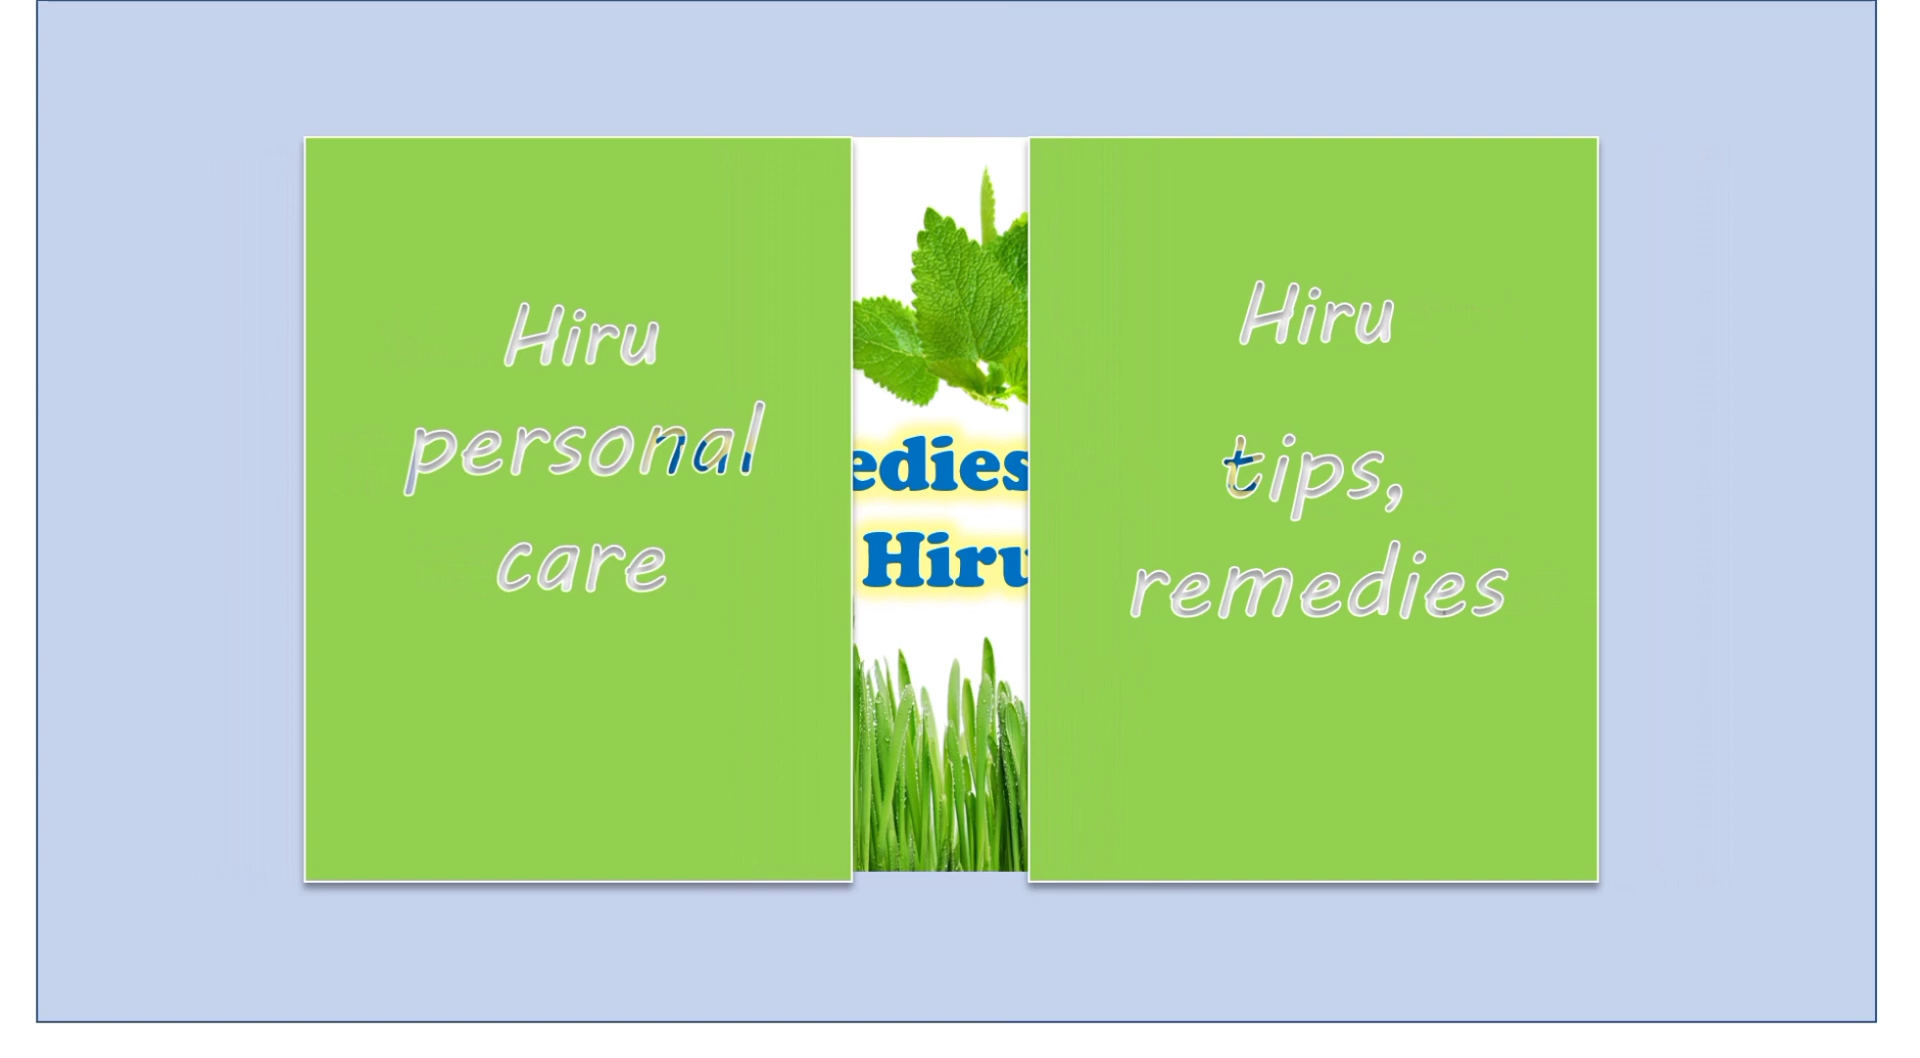 Hiru
personal
care
edies
Hiru
Hiru
tips,
remedies